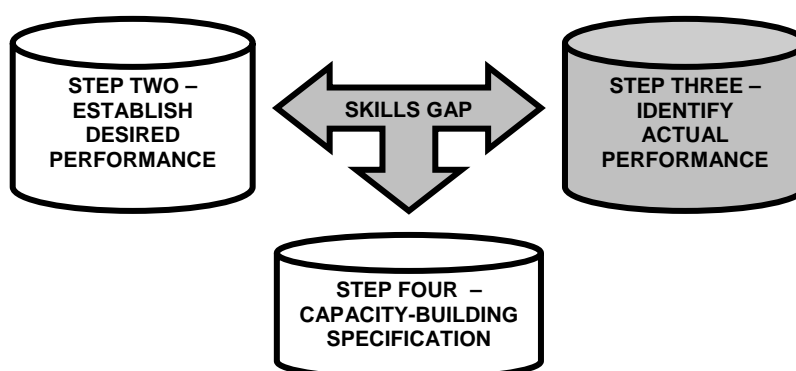 STEP TWO –
ESTABLISH
DESIRED
PERFORMANCE
SKILLS GAP
STEP THREE –
IDENTIFY
ACTUAL
PERFORMANCE
STEP FOUR –
CAPACITY-BUILDING
SPECIFICATION